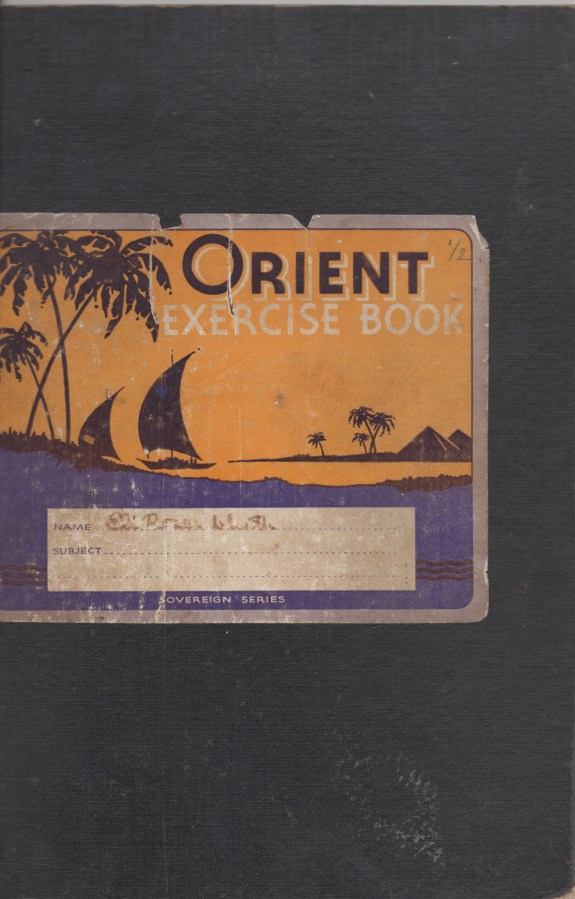 ORIENT
1/2
EXERCISE BOOK
NAME
SUBJECT
SOVEREIGN SERIES